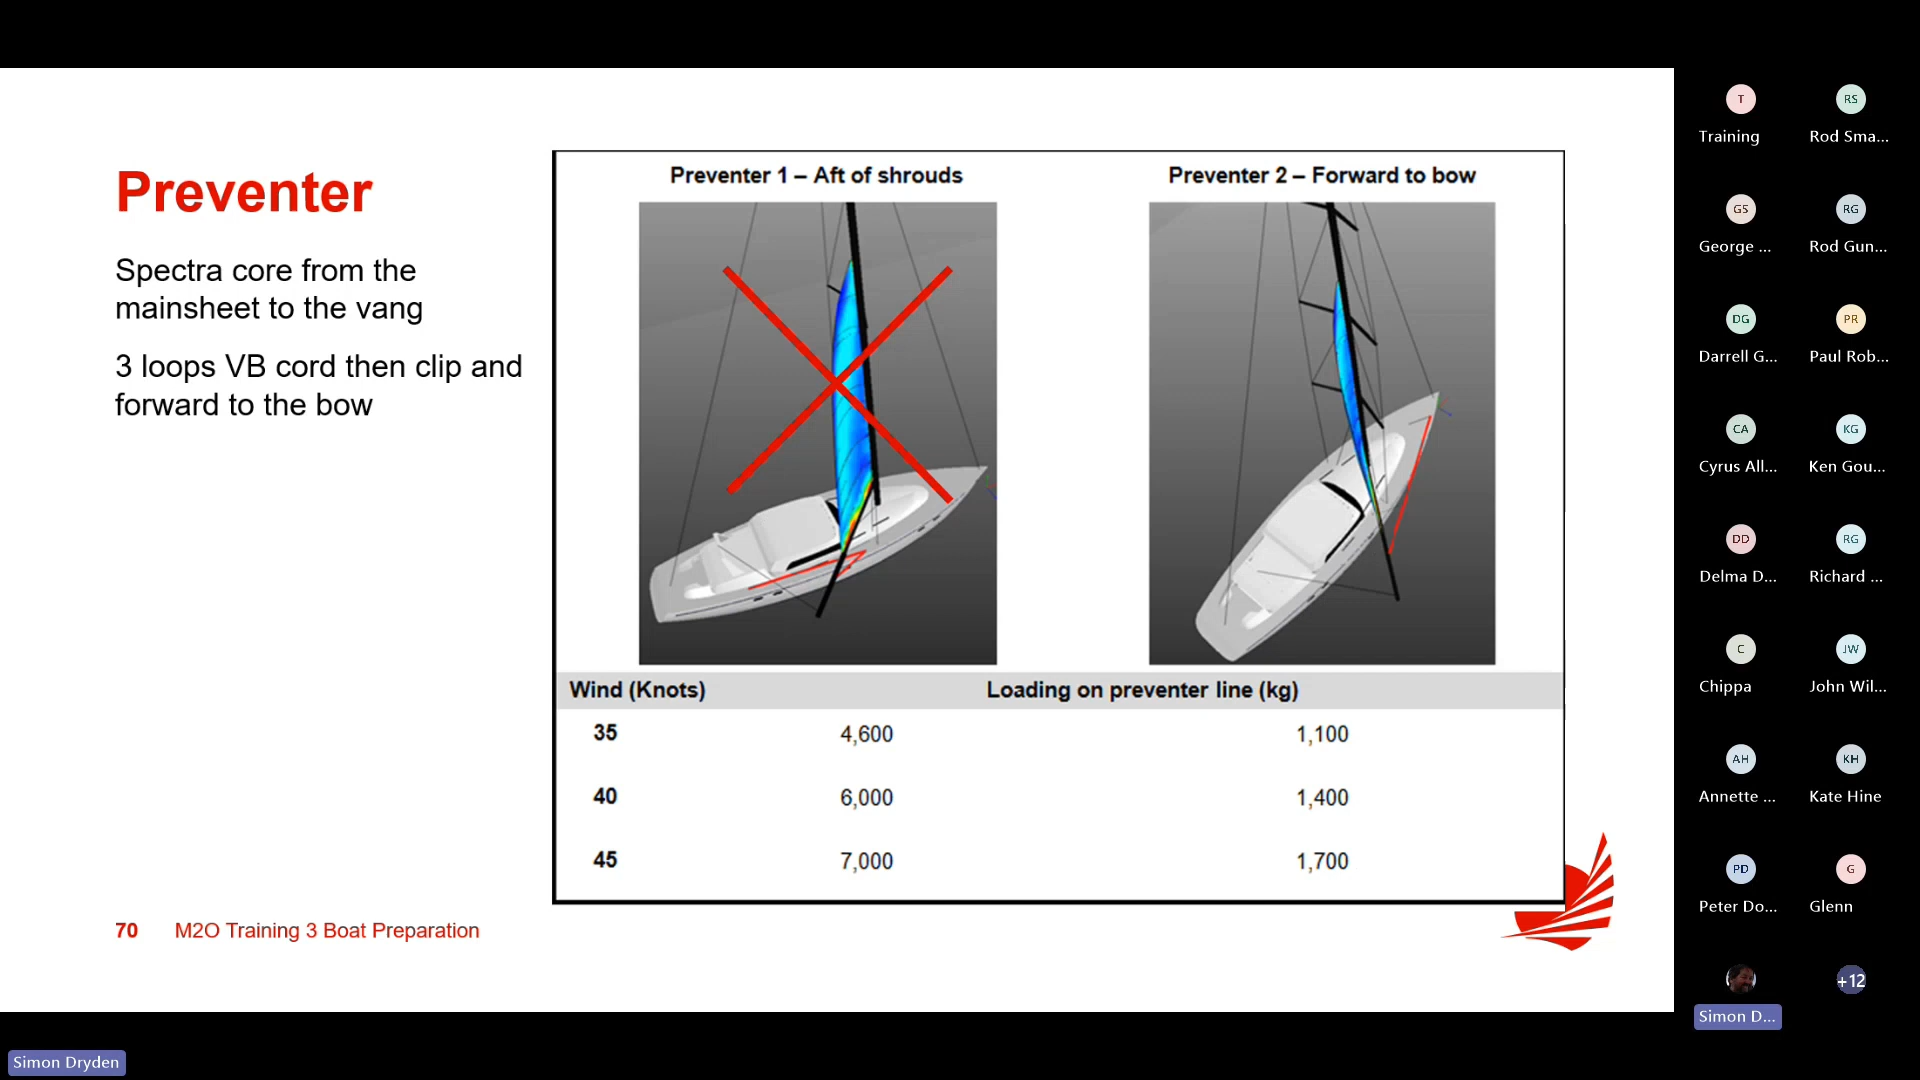 Preventer
Spectra core from the
mainsheet to the vang
3 loops VB cord then clip and
forward to the bow
Preventer 1 – Aft of shrouds
Preventer 2 – Forward to bow
Wind (Knots) Loading on preventer line (kg)
35 4,600 1,100
40 6,000 1,400
45 7,000 1,700
70 M2O Training 3 Boat Preparation
T RS
Training Rod Sma...
GS RG
George ... Rod Gun...
DG PR
Darrell G... Paul Rob...
CA KG
Cyrus All... Ken Gou...
DD RG
Delma D... Richard ...
C JW
Chippa John Wil...
AH KH
Annette ... Kate Hine
PD G
Peter Do... Glenn
+12
Simon D...
Simon Dryden